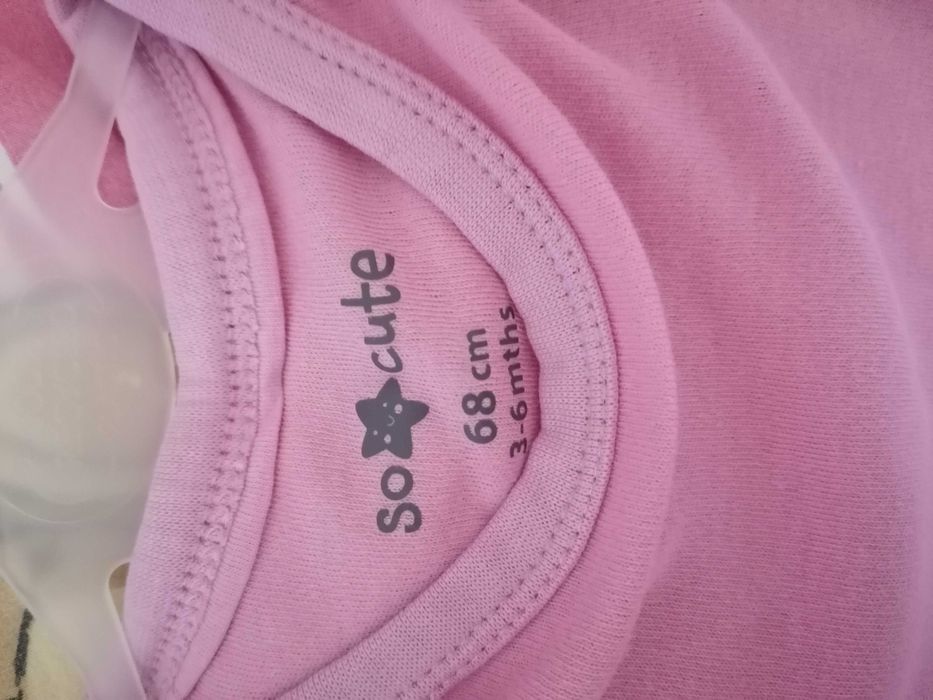 so cute
68 cm
3-6 mths